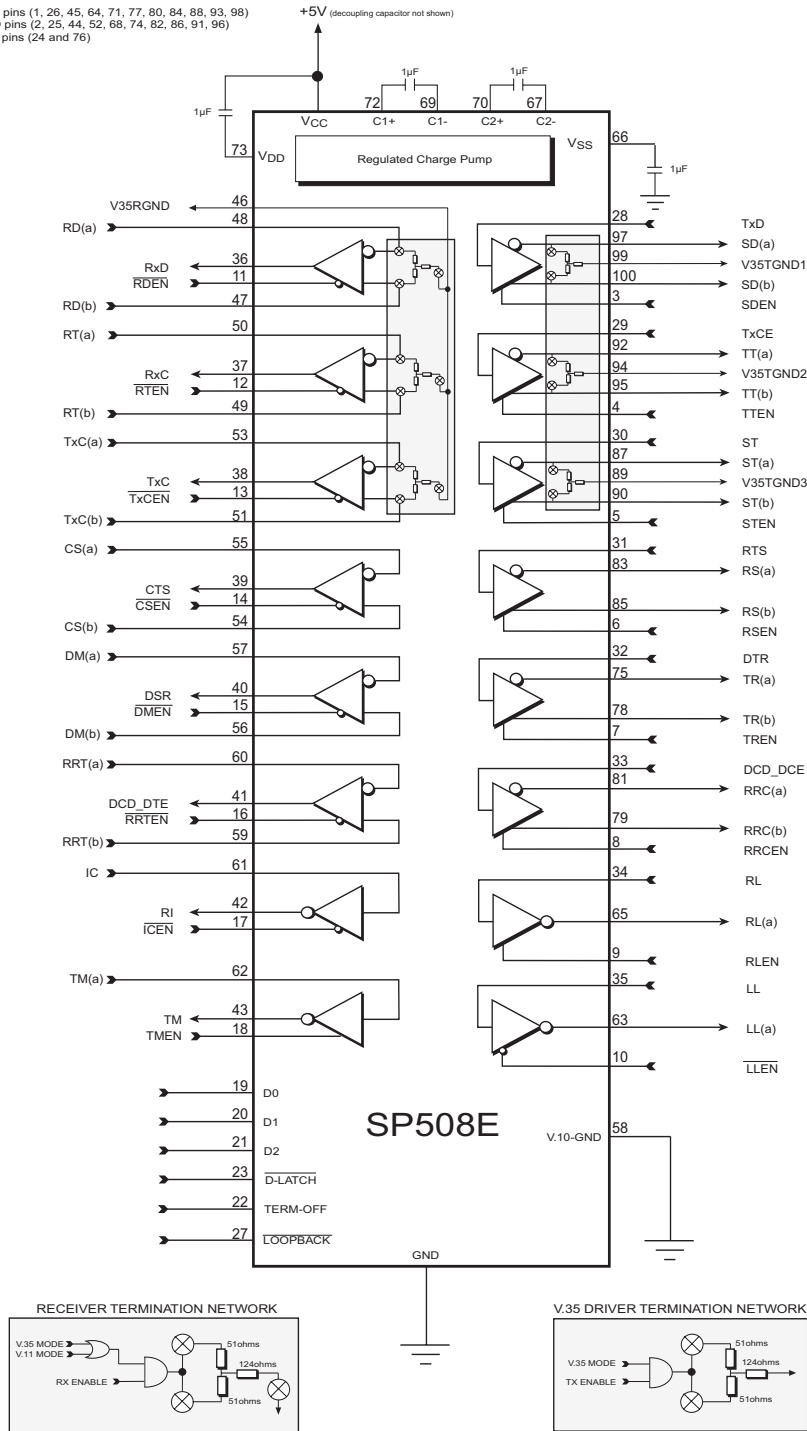 pins (1, 26, 45, 64, 71, 77, 80, 84, 88, 93, 98)
pins (2, 25, 44, 52, 68, 74, 82, 86, 91, 96)
pins (24 and 76)
+5V (decoupling capacitor not shown)
1µF
1µF
1µF
72 69 70 67
VCC C1+ C1- C2+ C2-
73 VDD
Regulated Charge Pump
VSS 66
1µF
V35RGND 46
RD(a) 48
RxD 36
RDEN 11
RD(b) 47
RT(a) 50
RxC 37
RTEN 12
RT(b) 49
TxC(a) 53
TxC 38
TxCEN 13
TxC(b) 51
CS(a) 55
CTS 39
CSEN 14
CS(b) 54
DM(a) 57
DSR 40
DMEN 15
DM(b) 56
RRT(a) 60
DCD_DTE 41
RRTEN 16
RRT(b) 59
IC 61
RI 42
ICEN 17
TM(a) 62
TM 43
TMEN 18
19 D0
20 D1
21 D2
23 D-LATCH
22 TERM-OFF
27 LOOPBACK
28 TxD
97 SD(a)
99 V35TGND1
100 SD(b)
3 SDEN
29 TxCE
92 TT(a)
94 V35TGND2
95 TT(b)
4 TTEN
30 ST
87 ST(a)
89 V35TGND3
90 ST(b)
5 STEN
31 RTS
83 RS(a)
85 RS(b)
6 RSEN
32 DTR
75 TR(a)
78 TR(b)
7 TREN
33 DCD_DCE
81 RRC(a)
79 RRC(b)
8 RRCEN
34 RL
65 RL(a)
9 RLEN
35 LL
63 LL(a)
10 LLEN
SP508E
V.10-GND 58
GND
RECEIVER TERMINATION NETWORK
V.35 MODE
V.11 MODE
RX ENABLE
51ohms
124ohms
51ohms
V.35 DRIVER TERMINATION NETWORK
V.35 MODE
TX ENABLE
51ohms
124ohms
51ohms